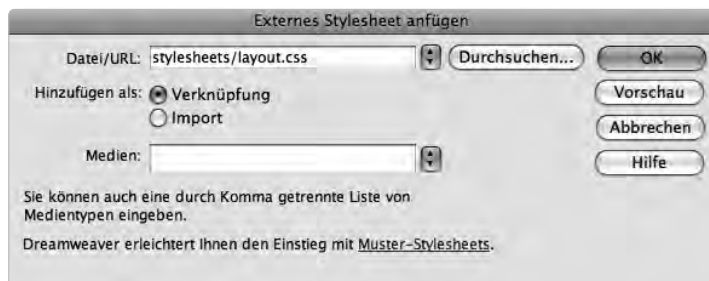 Externes Stylesheet anfügen
Datei/URL: stylesheets/layout.css Durchsuchen... OK
Hinzufügen als: Verknüpfung Vorschau
Import Abbrechen
Medien: Hilfe
Sie können auch eine durch Komma getrennte Liste von
Medientypen eingeben.
Dreamweaver erleichtert Ihnen den Einstieg mit Muster-Stylesheets.